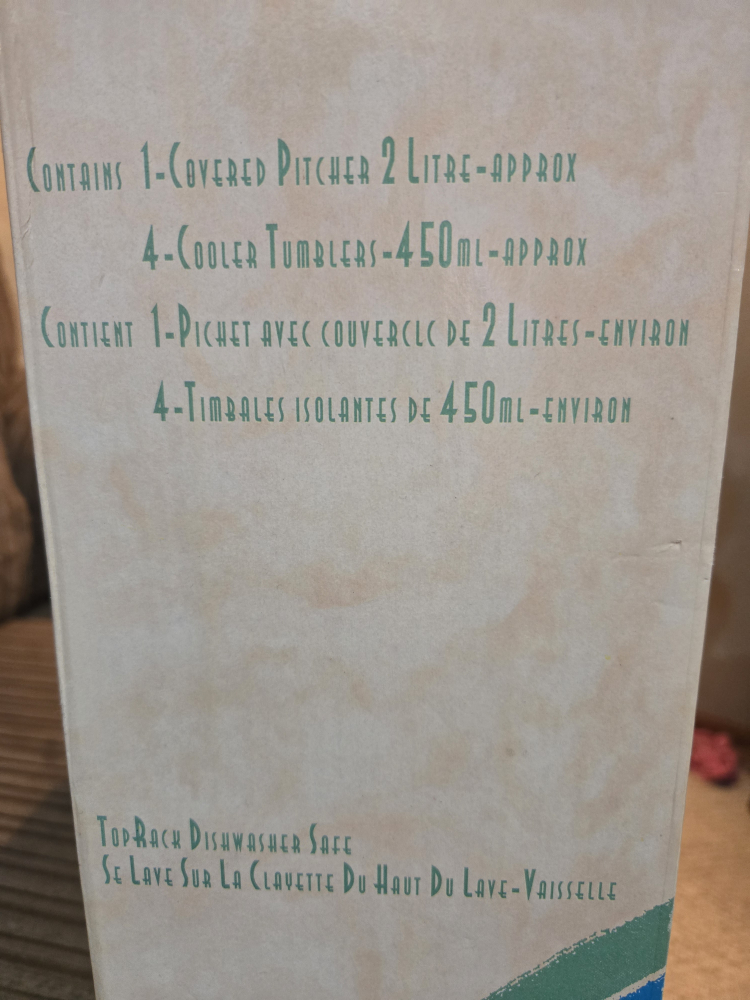 Contains 1-Covered Pitcher 2 Litre-approx
4-Cooler Tumblers-450ml-approx
Contient 1-Pichet avec couverclc de 2 Litres-environ
4-Timbales isolantes de 450ml-environ
TopRack Dishwasher Safe
Se Lave Sur La Clayette Du Haut Du Lave-Vaisselle